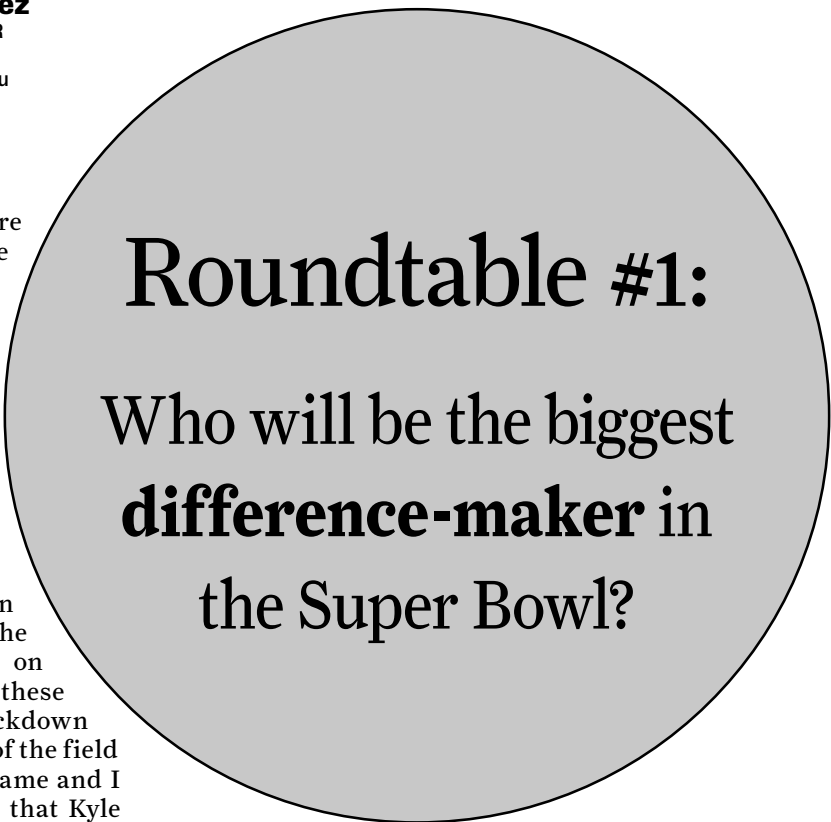 ez
R
u
re
e
Roundtable #1:
Who will be the biggest
difference-maker in
the Super Bowl?
n
he
on
these
ckdown
of the field
ame and I
that Kyle